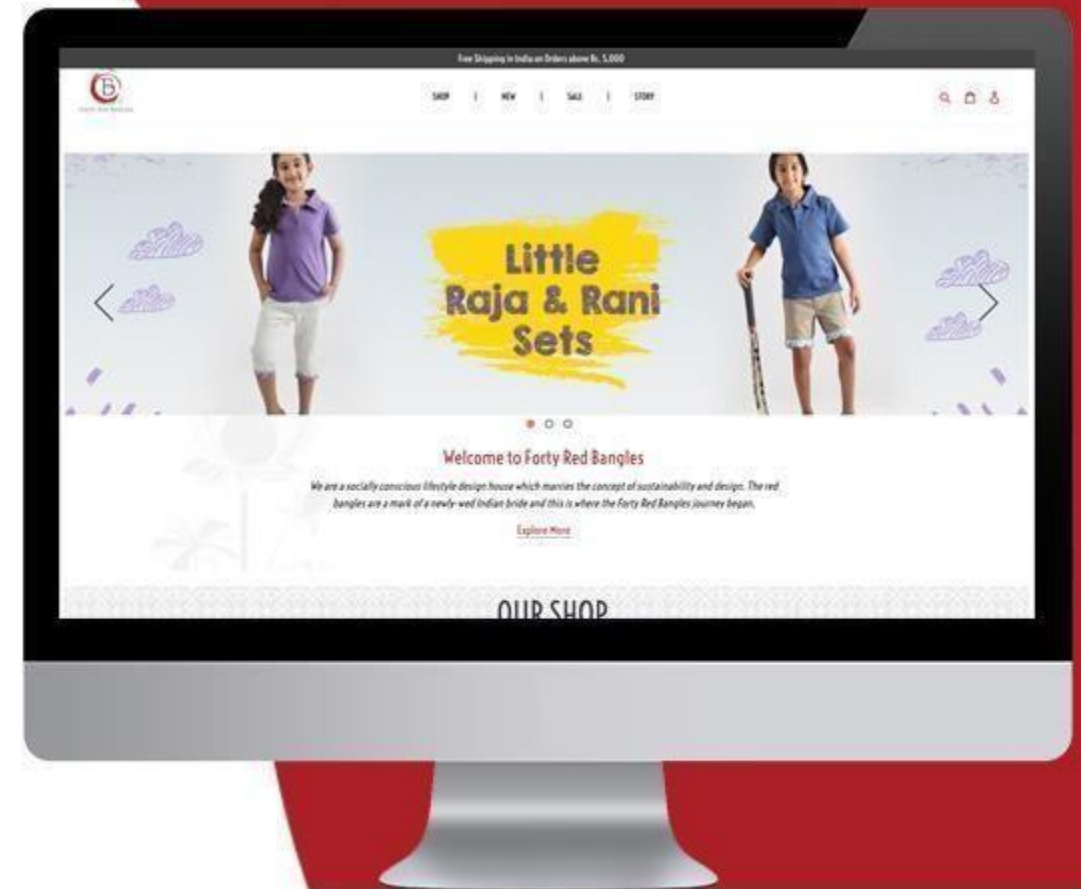 Free Shipping in India on Orders above Rs. 5,000
FORTY RED BANGLES
SHOP | NEW | SALE | STORY
Little
Raja & Rani
Sets
Welcome to Forty Red Bangles
We are a socially conscious lifestyle design house which marries the concept of sustainability and design. The red
bangles are a mark of a newly-wed Indian bride and this is where the Forty Red Bangles journey began.
Explore More
OUR SHOP